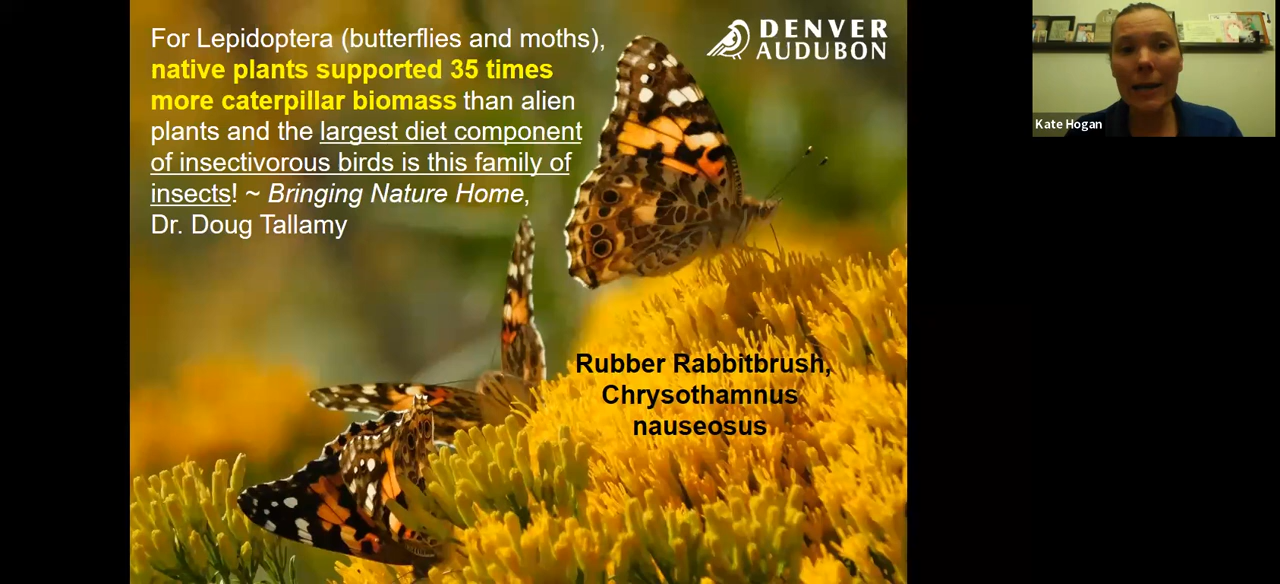 For Lepidoptera (butterflies and moths),
native plants supported 35 times
more caterpillar biomass than alien
plants and the largest diet component
of insectivorous birds is this family of
insects! ~ Bringing Nature Home,
Dr. Doug Tallamy
DENVER
AUDUBON
Kate Hogan
Rubber Rabbitbrush,
Chrysothamnus
nauseosus